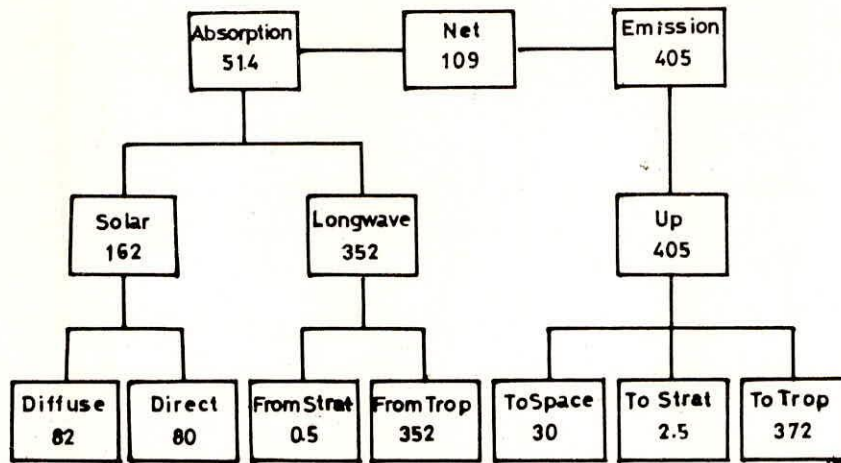 Absorption
514
Net
109
Emission
405
Solar
162
Longwave
352
Up
405
Diffuse
82
Direct
80
From Strat
0.5
From Trop
352
To Space
30
To Strat
2.5
To Trop
372